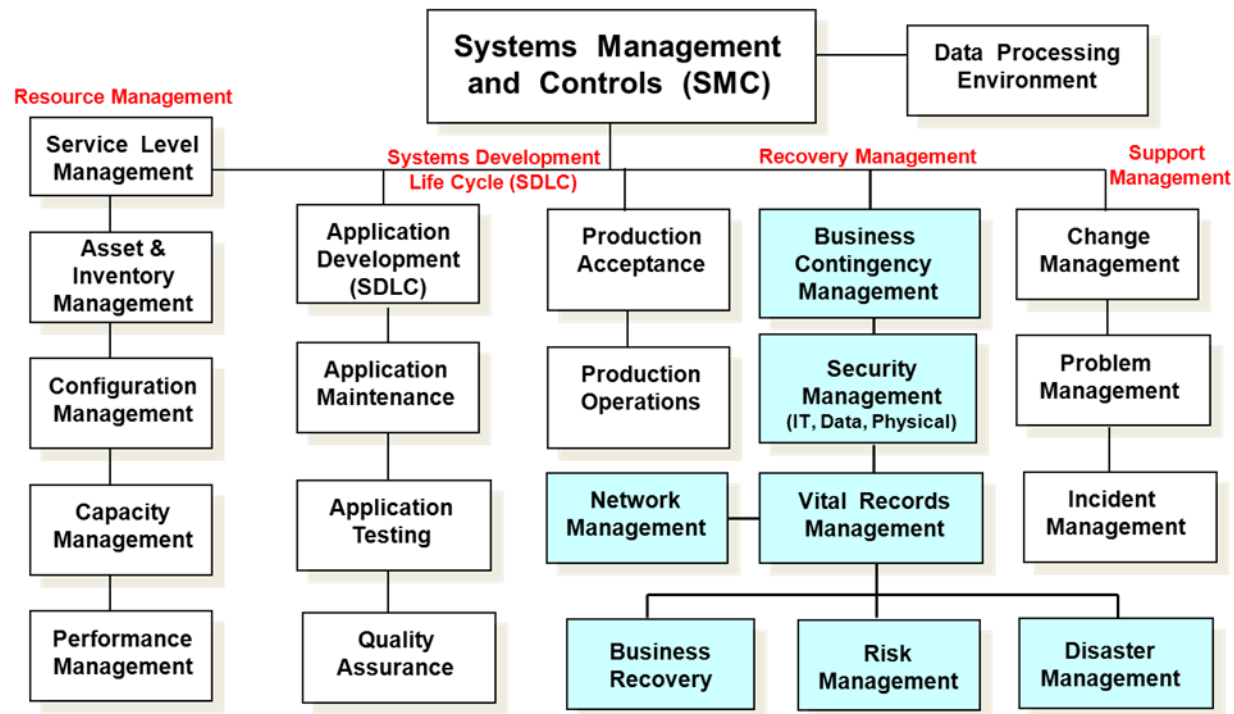 Systems Management
and Controls (SMC)
Data Processing
Environment
Resource Management
Service Level
Management
Systems Development
Life Cycle (SDLC)
Recovery Management
Support
Management
Asset &
Inventory
Management
Configuration
Management
Capacity
Management
Performance
Management
Application
Development
(SDLC)
Application
Maintenance
Application
Testing
Quality
Assurance
Production
Acceptance
Production
Operations
Business
Contingency
Management
Security
Management
(IT, Data, Physical)
Network
Management
Vital Records
Management
Business
Recovery
Risk
Management
Disaster
Management
Change
Management
Problem
Management
Incident
Management